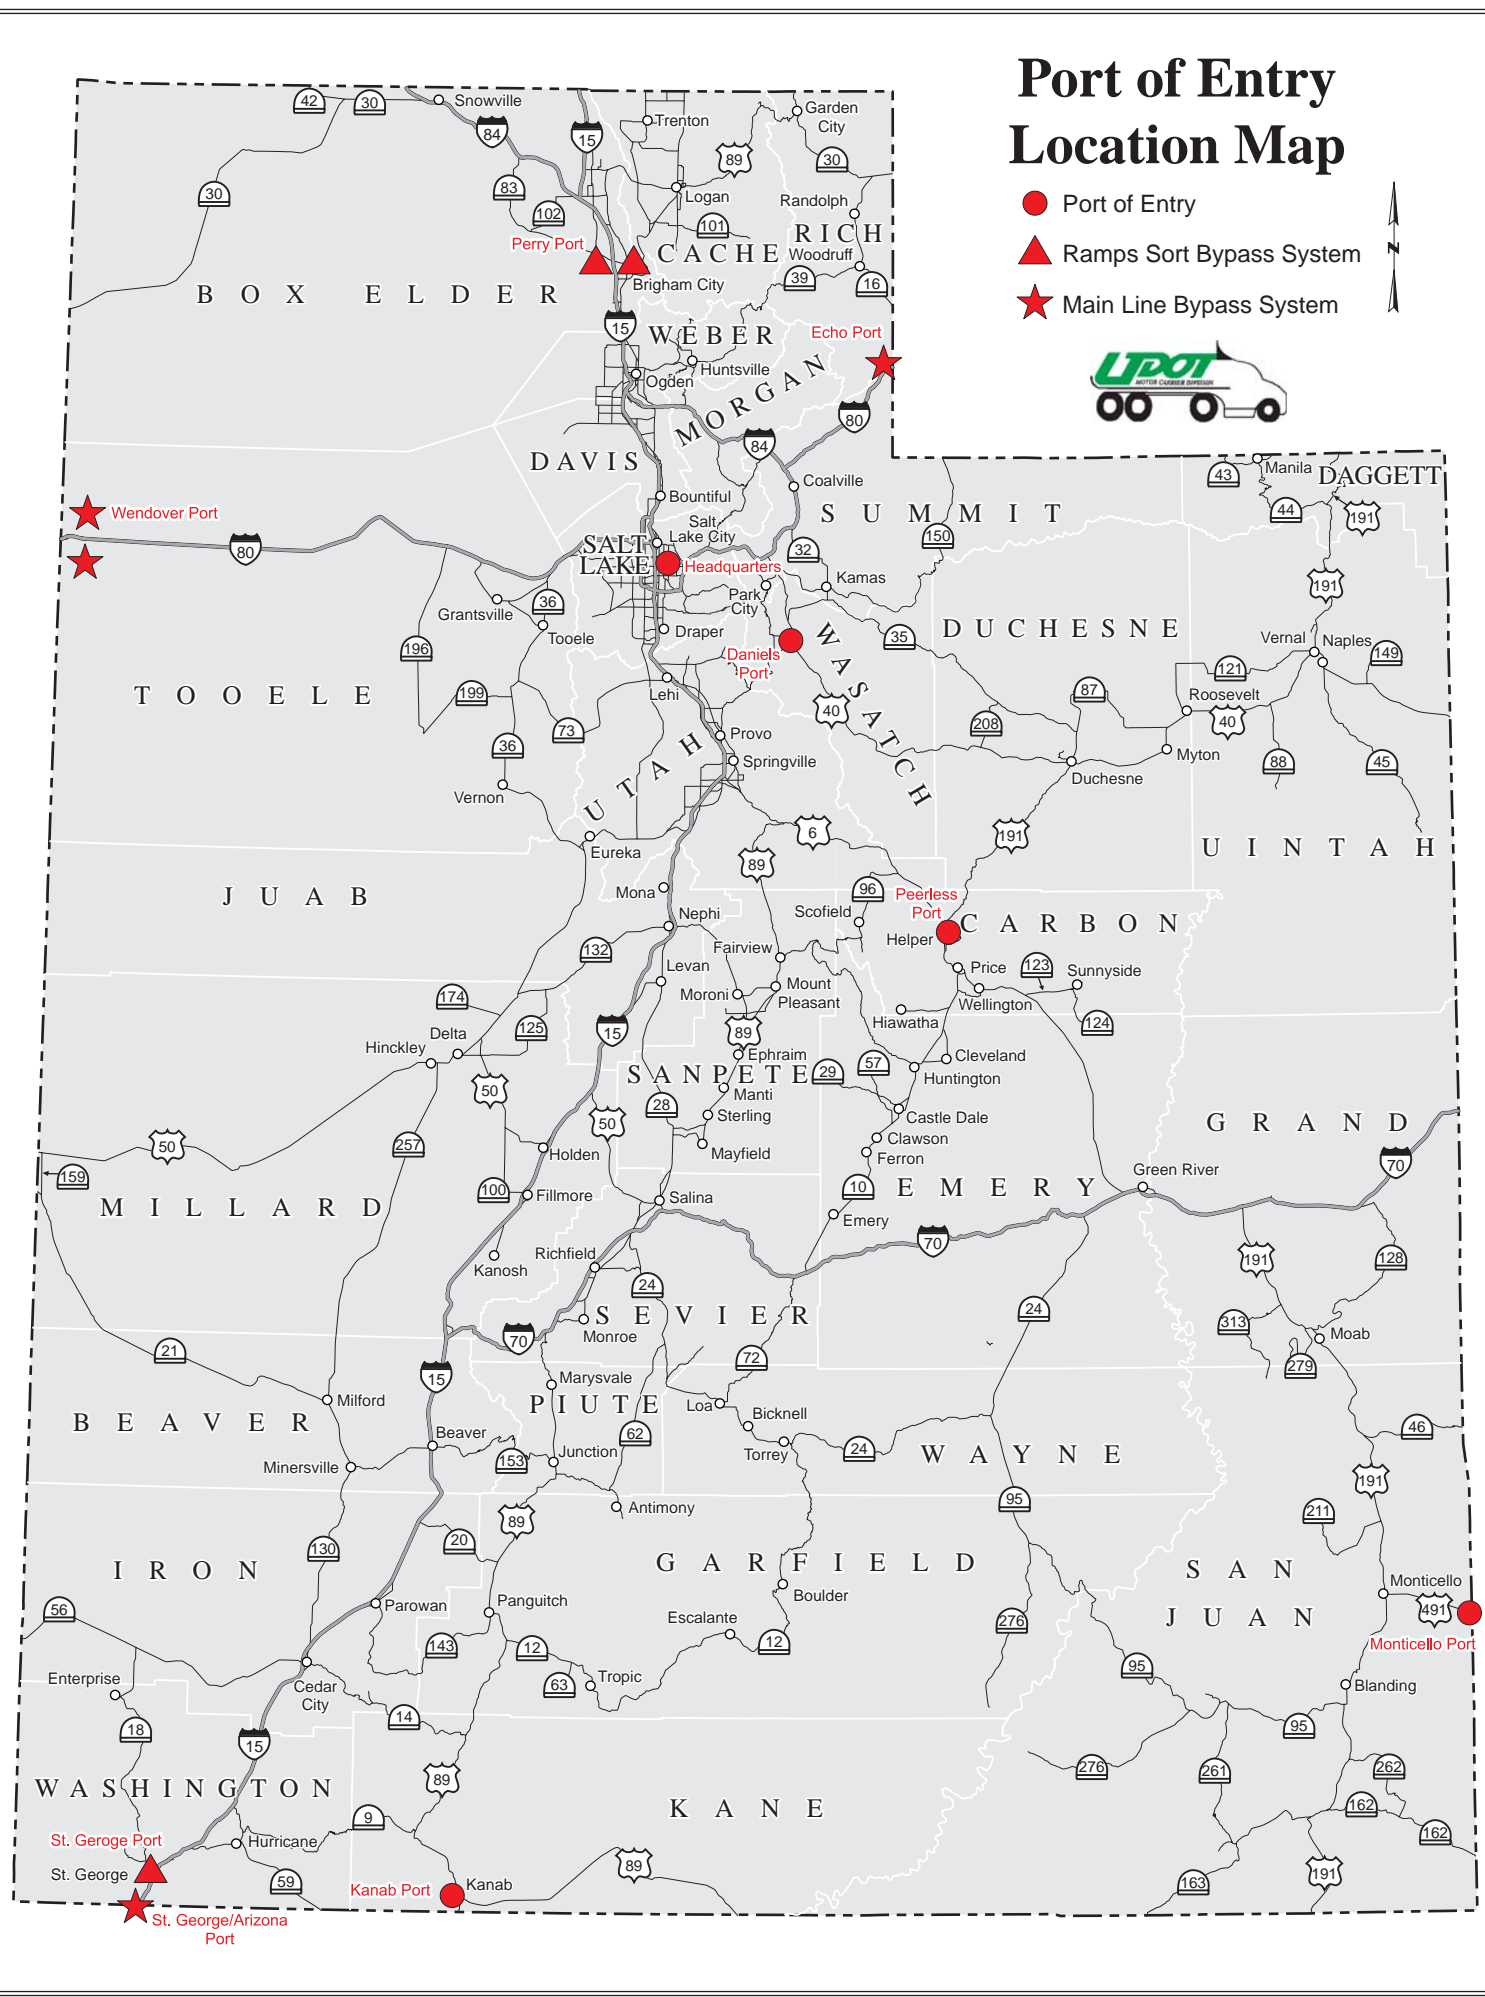 Port of Entry
Location Map
Port of Entry
Ramps Sort Bypass System
Main Line Bypass System
N
UDOT
MOTOR CARRIER DIVISION
42
30
Snowville
84
15
Trenton
Garden
City
89
30
30
83
102
Logan
Randolph
101
RICH
Perry Port
CACHE
Woodruff
39
16
Brigham City
BOX ELDER
15
WEBER
Echo Port
Huntsville
Ogden
MORGAN
80
84
DAVIS
Coalville
43
Manila
DAGGETT
Bountiful
44
191
Wendover Port
SUMMIT
Salt
Lake City
150
80
SALT
LAKE
Headquarters
32
Kamas
191
Park
City
Grantsville
36
Tooele
Draper
196
Daniels
Port
WASATCH
35
DUCHESNE
Vernal
Naples
149
121
TOOELE
199
Lehi
87
Roosevelt
40
208
40
73
36
Provo
UTAH
Springville
Myton
88
45
Duchesne
Vernon
6
191
Eureka
89
UINTAH
JUAB
Mona
96
Peerless
Port
Scofield
Nephi
Helper
CARBON
132
Fairview
Levan
Price
123
Sunnyside
Mount
Pleasant
Moroni
Wellington
174
Hiawatha
124
125
15
89
Delta
Hinckley
Ephraim
57
Cleveland
SANPETE
29
Huntington
50
Manti
28
Sterling
Castle Dale
50
Clawson
GRAND
50
257
Holden
Mayfield
Ferron
70
159
Green River
100
Fillmore
Salina
10
EMERY
MILLARD
Emery
70
Richfield
191
128
Kanosh
24
24
SEVIER
313
Moab
70
Monroe
21
72
279
15
Marysvale
Milford
PIUTE
Loa
Bicknell
BEAVER
Beaver
62
46
Torrey
24
WAYNE
Junction
153
Minersville
191
95
Antimony
89
211
20
130
GARFIELD
IRON
SAN
JUAN
Monticello
Boulder
Panguitch
56
Parowan
Escalante
276
491
Monticello Port
143
12
12
95
Enterprise
Cedar
City
Tropic
63
Blanding
14
18
15
95
89
276
261
262
WASHINGTON
KANE
9
162
162
St. Geroge Port
Hurricane
St. George
89
191
59
163
Kanab Port
Kanab
St. George/Arizona
Port